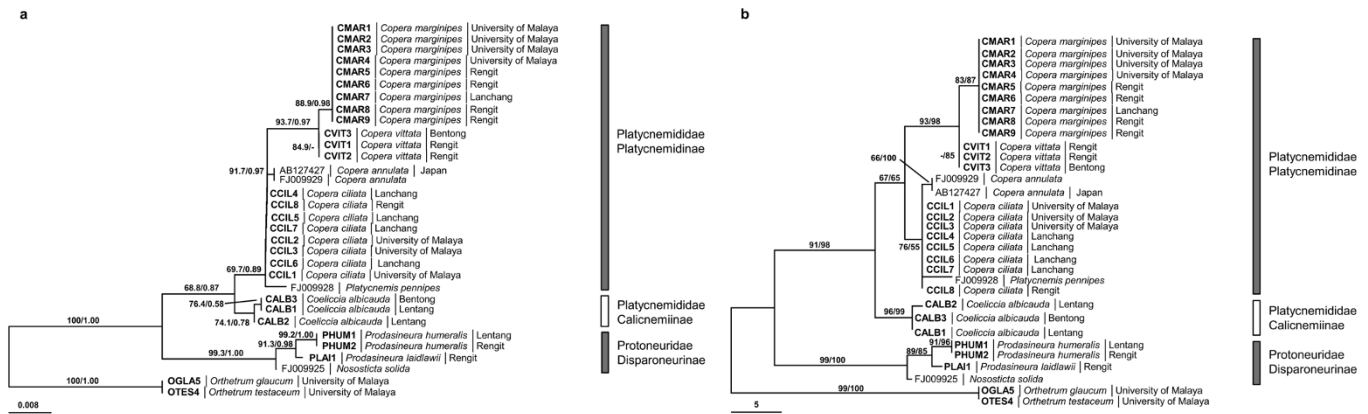 a
CMAR1 | Copera marginipes | University of Malaya
CMAR2 | Copera marginipes | University of Malaya
CMAR3 | Copera marginipes | University of Malaya
CMAR4 | Copera marginipes | University of Malaya
CMAR5 | Copera marginipes | Rengit
CMAR6 | Copera marginipes | Rengit
CMAR7 | Copera marginipes | Lanchang
CMAR8 | Copera marginipes | Rengit
CMAR9 | Copera marginipes | Rengit
88.9/0.98
93.7/0.97
CVIT3 | Copera vittata | Bentong
CVIT1 | Copera vittata | Rengit
CVIT2 | Copera vittata | Rengit
84.9/-
91.7/0.97
AB127427 | Copera annulata | Japan
FJ009929 | Copera annulata
CCIL4 | Copera ciliata | Lanchang
CCIL8 | Copera ciliata | Rengit
CCIL5 | Copera ciliata | Lanchang
CCIL7 | Copera ciliata | Lanchang
CCIL2 | Copera ciliata | University of Malaya
CCIL3 | Copera ciliata | University of Malaya
CCIL6 | Copera ciliata | Lanchang
CCIL1 | Copera ciliata | University of Malaya
69.7/0.89
FJ009928 | Platycnemis pennipes
68.8/0.87
76.4/0.58
CALB3 | Coeliccia albicauda | Bentong
CALB1 | Coeliccia albicauda | Lentang
CALB2 | Coeliccia albicauda | Lentang
74.1/0.78
100/1.00
99.2/1.00
PHUM1 | Prodasineura humeralis | Lentang
PHUM2 | Prodasineura humeralis | Rengit
91.3/0.98
PLAI1 | Prodasineura laidlawii | Rengit
99.3/1.00
FJ009925 | Nososticta solida
100/1.00
OGLA5 | Orthetrum glaucum | University of Malaya
OTES4 | Orthetrum testaceum | University of Malaya
0.008
Platycnemididae
Platycnemidinae
Platycnemididae
Calicnemiinae
Protoneuridae
Disparoneurinae
b
CMAR1 | Copera marginipes | University of Malaya
CMAR2 | Copera marginipes | University of Malaya
CMAR3 | Copera marginipes | University of Malaya
CMAR4 | Copera marginipes | University of Malaya
CMAR5 | Copera marginipes | Rengit
CMAR6 | Copera marginipes | Rengit
CMAR7 | Copera marginipes | Lanchang
CMAR8 | Copera marginipes | Rengit
CMAR9 | Copera marginipes | Rengit
83/87
93/98
CVIT1 | Copera vittata | Rengit
CVIT2 | Copera vittata | Rengit
CVIT3 | Copera vittata | Bentong
-/85
66/100
FJ009929 | Copera annulata
AB127427 | Copera annulata | Japan
67/65
CCIL1 | Copera ciliata | University of Malaya
CCIL2 | Copera ciliata | University of Malaya
CCIL3 | Copera ciliata | University of Malaya
CCIL4 | Copera ciliata | Lanchang
CCIL5 | Copera ciliata | Lanchang
CCIL6 | Copera ciliata | Lanchang
CCIL7 | Copera ciliata | Lanchang
76/55
FJ009928 | Platycnemis pennipes
CCIL8 | Copera ciliata | Rengit
91/98
CALB2 | Coeliccia albicauda | Lentang
CALB3 | Coeliccia albicauda | Bentong
CALB1 | Coeliccia albicauda | Lentang
96/99
91/96
PHUM1 | Prodasineura humeralis | Lentang
PHUM2 | Prodasineura humeralis | Rengit
89/85
PLAI1 | Prodasineura laidlawii | Rengit
99/100
FJ009925 | Nososticta solida
99/100
OGLA5 | Orthetrum glaucum | University of Malaya
OTES4 | Orthetrum testaceum | University of Malaya
5
Platycnemididae
Platycnemidinae
Platycnemididae
Calicnemiinae
Protoneuridae
Disparoneurinae